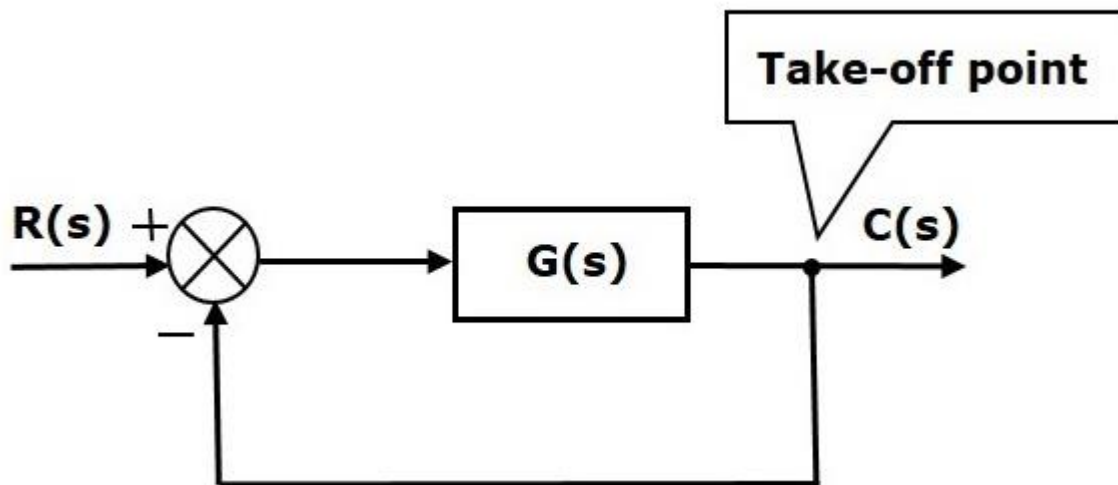 Take-off point
R(s) +
G(s)
C(s)
−